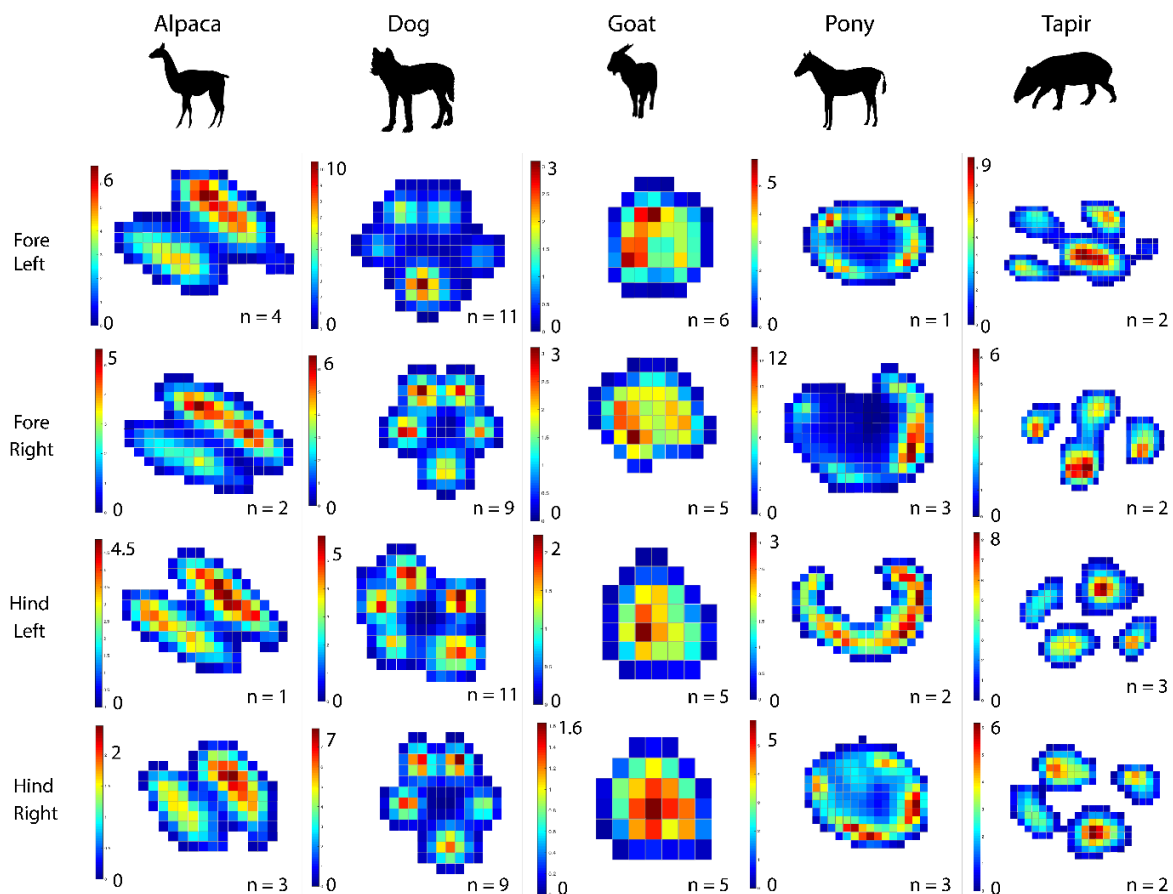 Alpaca Dog Goat Pony Tapir
6 10 3 5 9
Fore
Left
0 0 0 0 0
n = 4 n = 11 n = 6 n = 1 n = 2
5 6 3 12 6
Fore
Right
0 0 0 0 0
n = 2 n = 9 n = 5 n = 3 n = 2
4.5 5 2 3 8
Hind
Left
0 0 0 0 0
n = 1 n = 11 n = 5 n = 2 n = 3
2 7 1.6 5 6
Hind
Right
0 0 0 0 0
n = 3 n = 9 n = 5 n = 3 n = 2